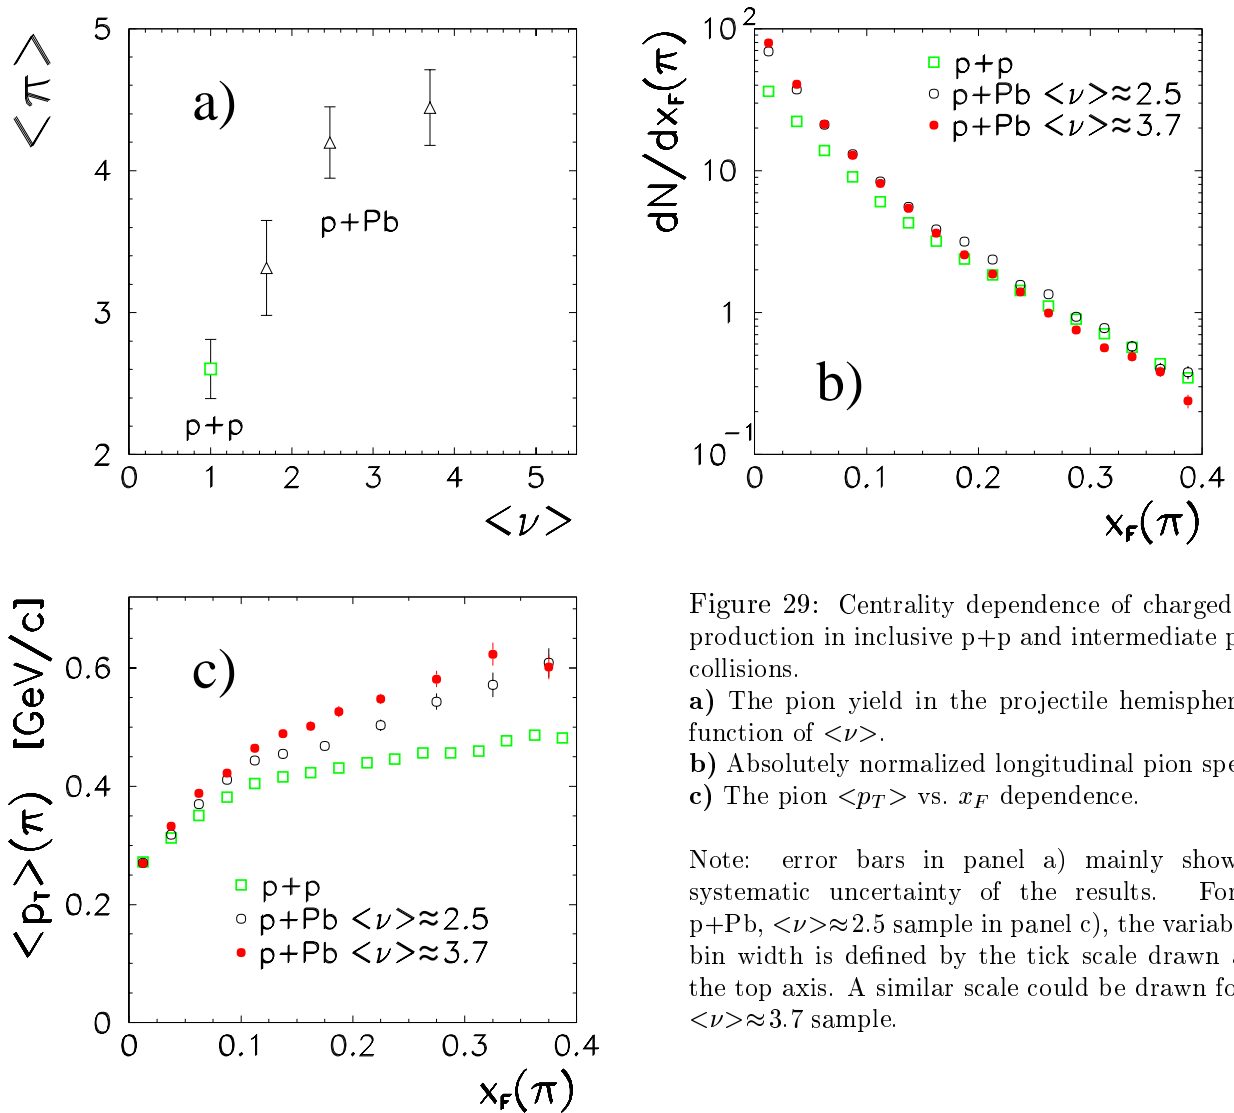 <π>
5
4
3
2
a)
p+Pb
p+p
0 1 2 3 4 5
<ν>
dN/dx_F(π)
10^2
10
1
10^-1
p+p
p+Pb <ν>≈2.5
p+Pb <ν>≈3.7
b)
0 0.1 0.2 0.3 0.4
x_F(π)
<p_T>(π) [GeV/c]
0.6
0.4
0.2
0
c)
p+p
p+Pb <ν>≈2.5
p+Pb <ν>≈3.7
0 0.1 0.2 0.3 0.4
x_F(π)
Figure 29: Centrality dependence of charged
production in inclusive p+p and intermediate p
collisions.
a) The pion yield in the projectile hemispher
function of <ν>.
b) Absolutely normalized longitudinal pion spe
c) The pion <p_T> vs. x_F dependence.
Note: error bars in panel a) mainly show
systematic uncertainty of the results. For
p+Pb, <ν>≈2.5 sample in panel c), the variab
bin width is defined by the tick scale drawn a
the top axis. A similar scale could be drawn fo
<ν>≈3.7 sample.